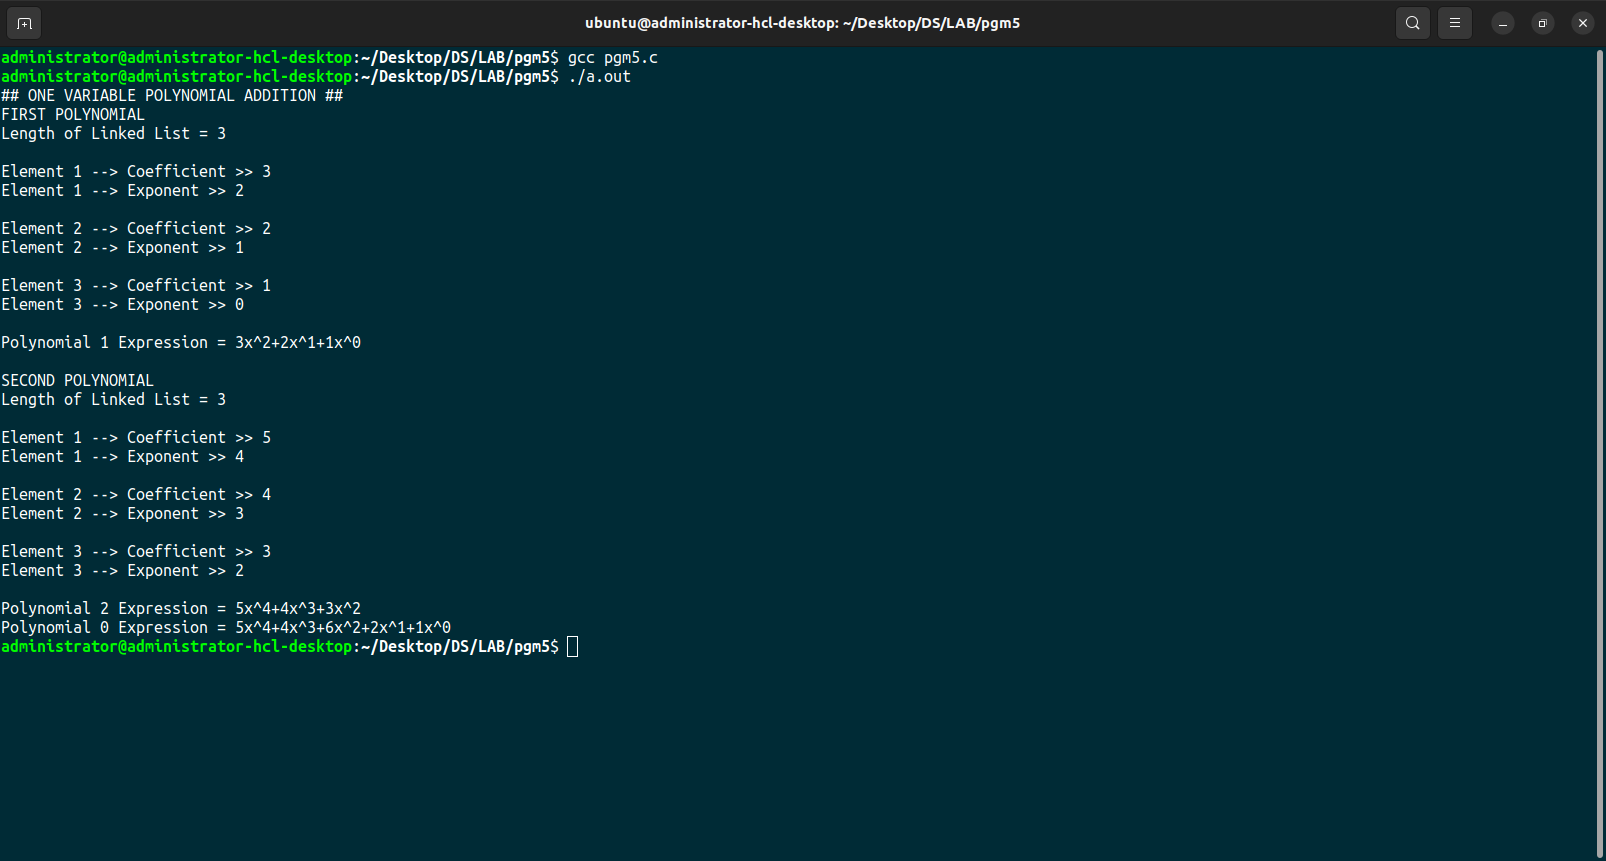 ubuntu@administrator-hcl-desktop: ~/Desktop/DS/LAB/pgm5
administrator@administrator-hcl-desktop:~/Desktop/DS/LAB/pgm5$ gcc pgm5.c
administrator@administrator-hcl-desktop:~/Desktop/DS/LAB/pgm5$ ./a.out
## ONE VARIABLE POLYNOMIAL ADDITION ##
FIRST POLYNOMIAL
Length of Linked List = 3
Element 1 --> Coefficient >> 3
Element 1 --> Exponent >> 2
Element 2 --> Coefficient >> 2
Element 2 --> Exponent >> 1
Element 3 --> Coefficient >> 1
Element 3 --> Exponent >> 0
Polynomial 1 Expression = 3x^2+2x^1+1x^0
SECOND POLYNOMIAL
Length of Linked List = 3
Element 1 --> Coefficient >> 5
Element 1 --> Exponent >> 4
Element 2 --> Coefficient >> 4
Element 2 --> Exponent >> 3
Element 3 --> Coefficient >> 3
Element 3 --> Exponent >> 2
Polynomial 2 Expression = 5x^4+4x^3+3x^2
Polynomial 0 Expression = 5x^4+4x^3+6x^2+2x^1+1x^0
administrator@administrator-hcl-desktop:~/Desktop/DS/LAB/pgm5$